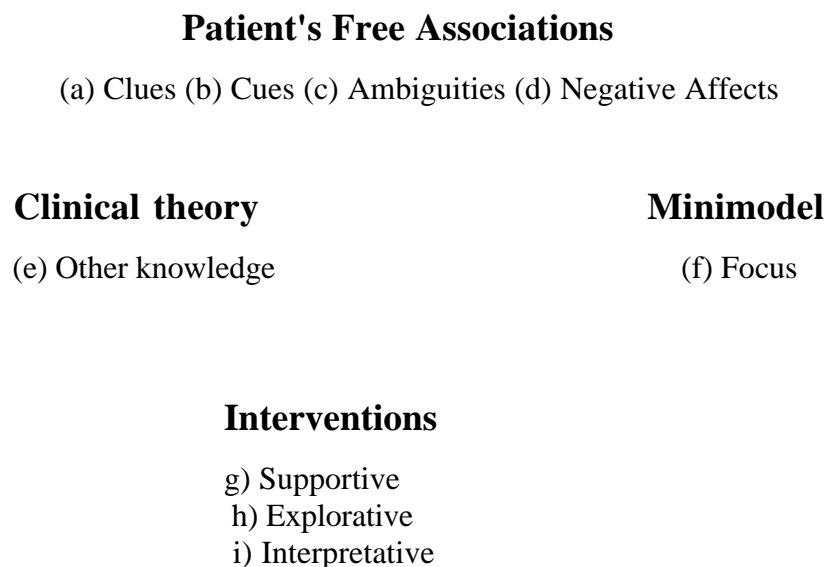 Patient's Free Associations
(a) Clues (b) Cues (c) Ambiguities (d) Negative Affects
Clinical theory Minimodel
(e) Other knowledge (f) Focus
Interventions
g) Supportive
h) Explorative
i) Interpretative